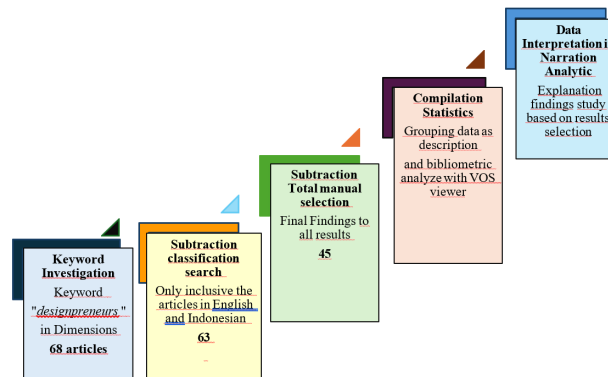 Keyword
Investigation
Keyword
"designpreneurs"
in Dimensions
68 articles
Subtraction
classification
search
Only inclusive the
articles in English
and Indonesian
63
Subtraction
Total manual
selection
Final Findings to
all results
45
Compilation
Statistics
Grouping data as
description
and bibliometric
analyze with VOS
viewer
Data
Interpretation i
Narration
Analytic
Explanation
findings study
based on results
selection